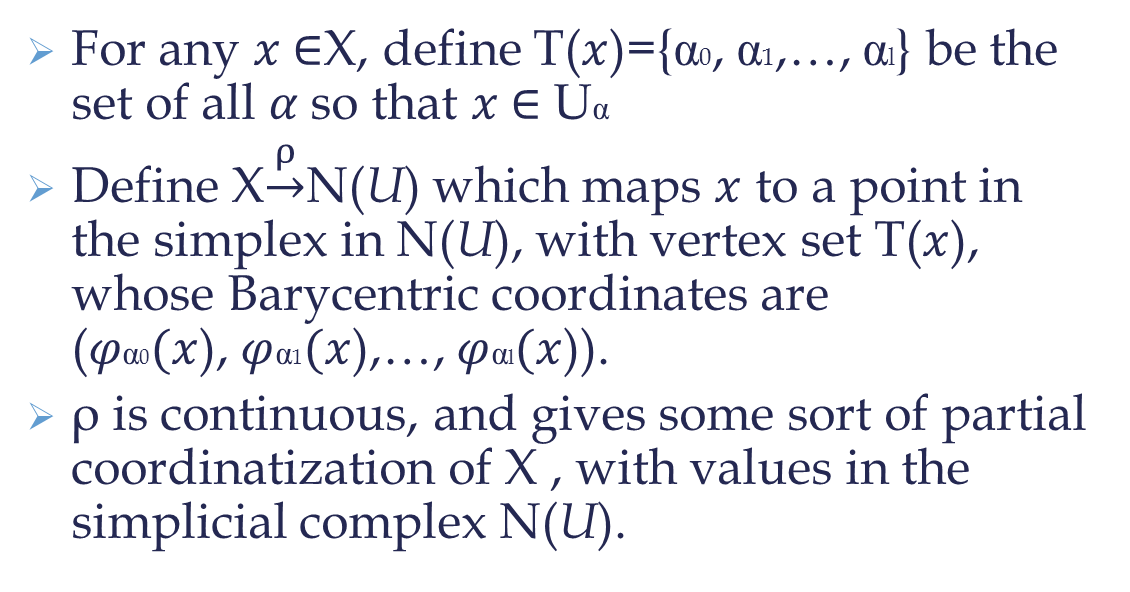 ➢ For any x ∈X, define T(x)={α₀, α₁,…, αₗ} be the
set of all α so that x ∈ Uα
➢ Define X→ρN(U) which maps x to a point in
the simplex in N(U), with vertex set T(x),
whose Barycentric coordinates are
(φα₀(x), φα₁(x),…, φαₗ(x)).
➢ ρ is continuous, and gives some sort of partial
coordinatization of X , with values in the
simplicial complex N(U).